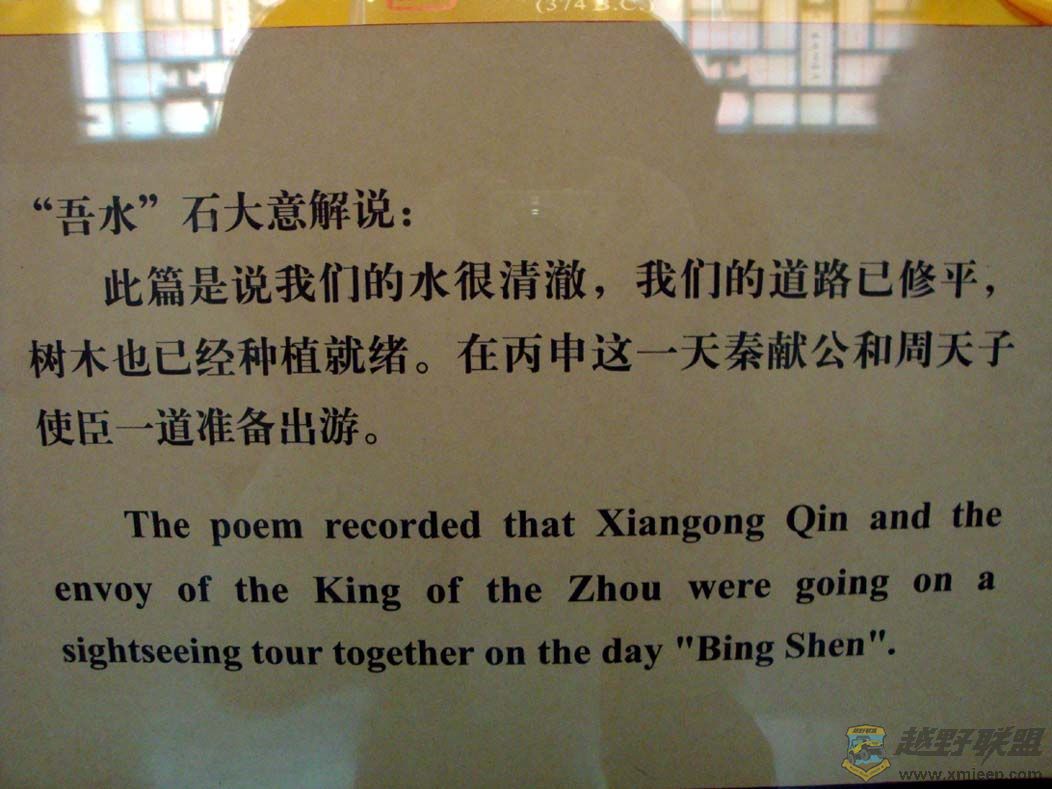 (374 B.C.)
“吾水”石大意解说：
此篇是说我们的水很清澈，我们的道路已修平，
树木也已经种植就绪。在丙申这一天秦献公和周天子
使臣一道准备出游。
The poem recorded that Xiangong Qin and the
envoy of the King of the Zhou were going on a
sightseeing tour together on the day "Bing Shen".
越野联盟
www.xmjeep.com